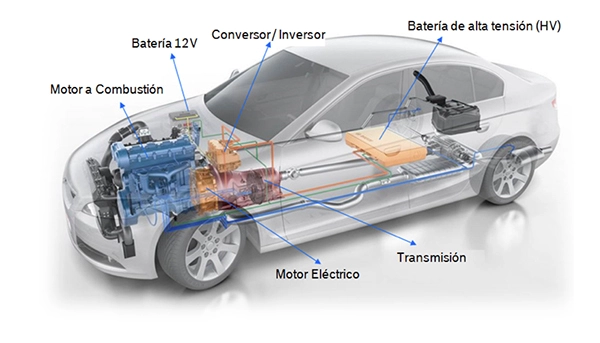 Batería de alta tensión (HV)
Conversor/ Inversor
Batería 12V
Motor a Combustión
Transmisión
Motor Eléctrico